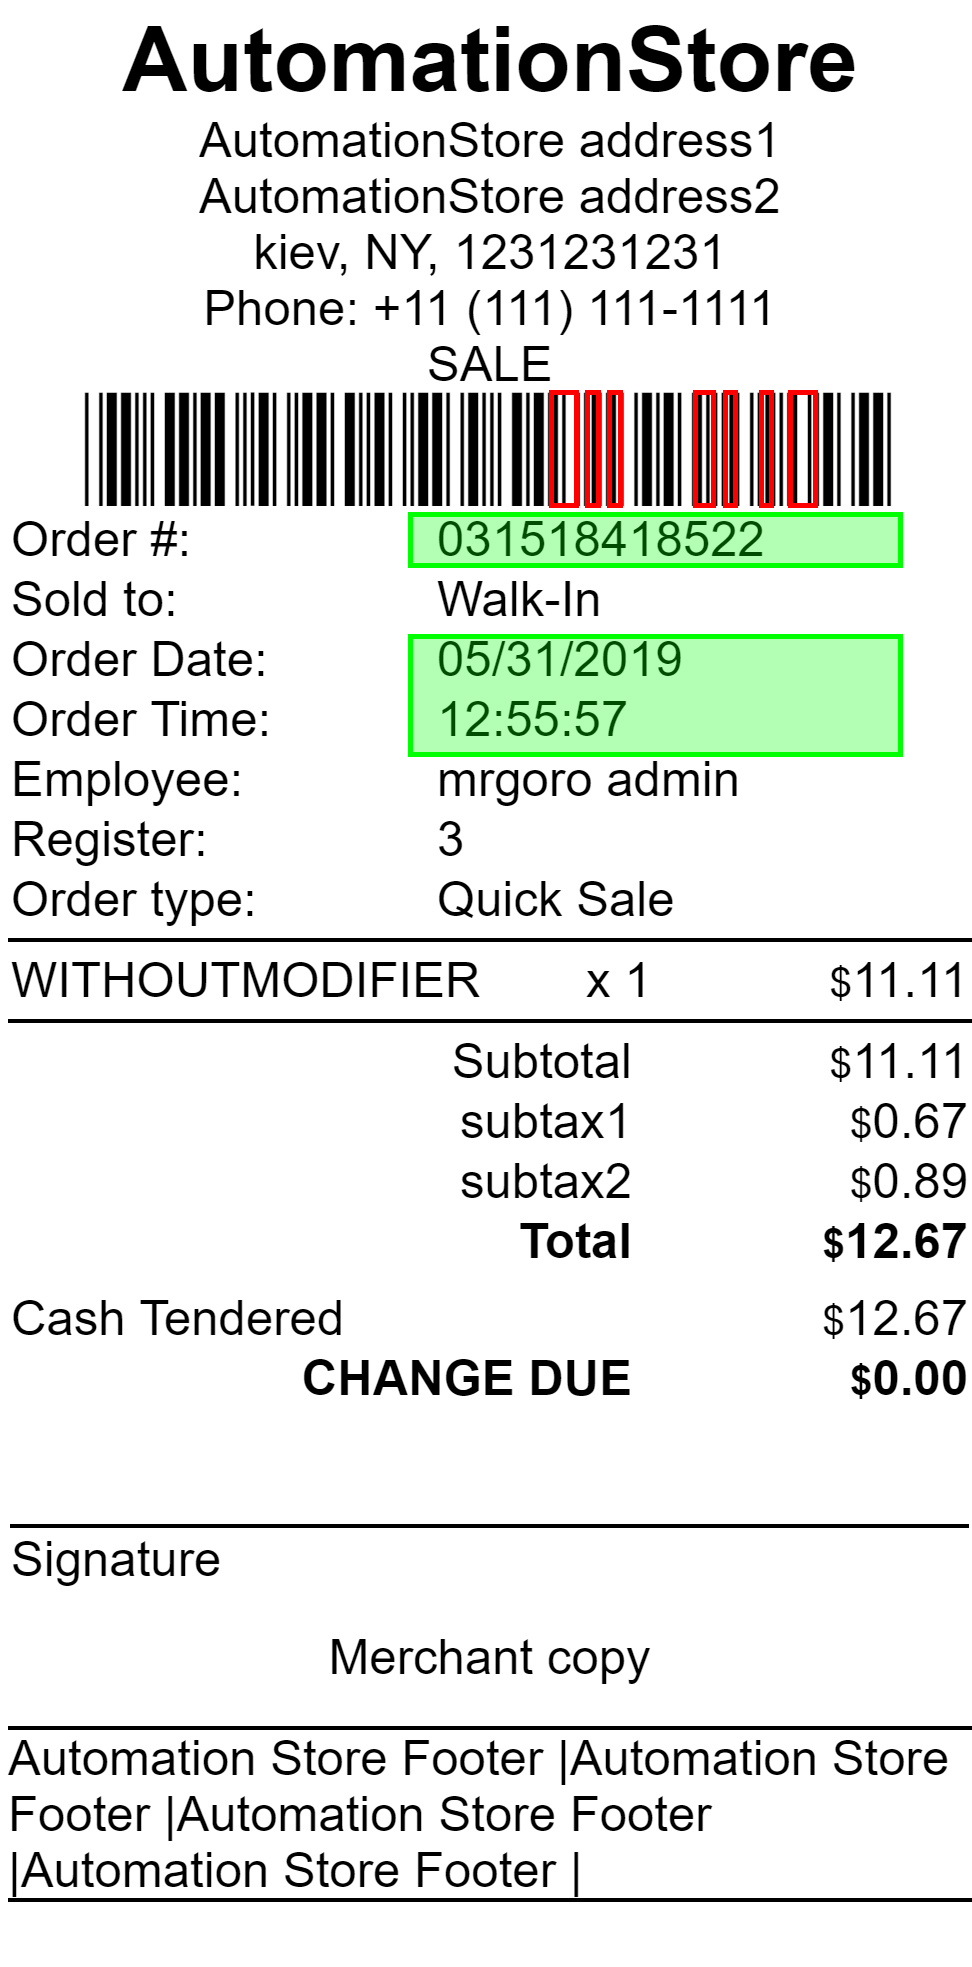 AutomationStore
AutomationStore address1
AutomationStore address2
kiev, NY, 1231231231
Phone: +11 (111) 111-1111
SALE
Order #: 031518418522
Sold to: Walk-In
Order Date: 05/31/2019
Order Time: 12:55:57
Employee: mrgoro admin
Register: 3
Order type: Quick Sale
WITHOUTMODIFIER x 1 $11.11
Subtotal $11.11
subtax1 $0.67
subtax2 $0.89
Total $12.67
Cash Tendered $12.67
CHANGE DUE $0.00
Signature
Merchant copy
Automation Store Footer |Automation Store
Footer |Automation Store Footer
|Automation Store Footer |